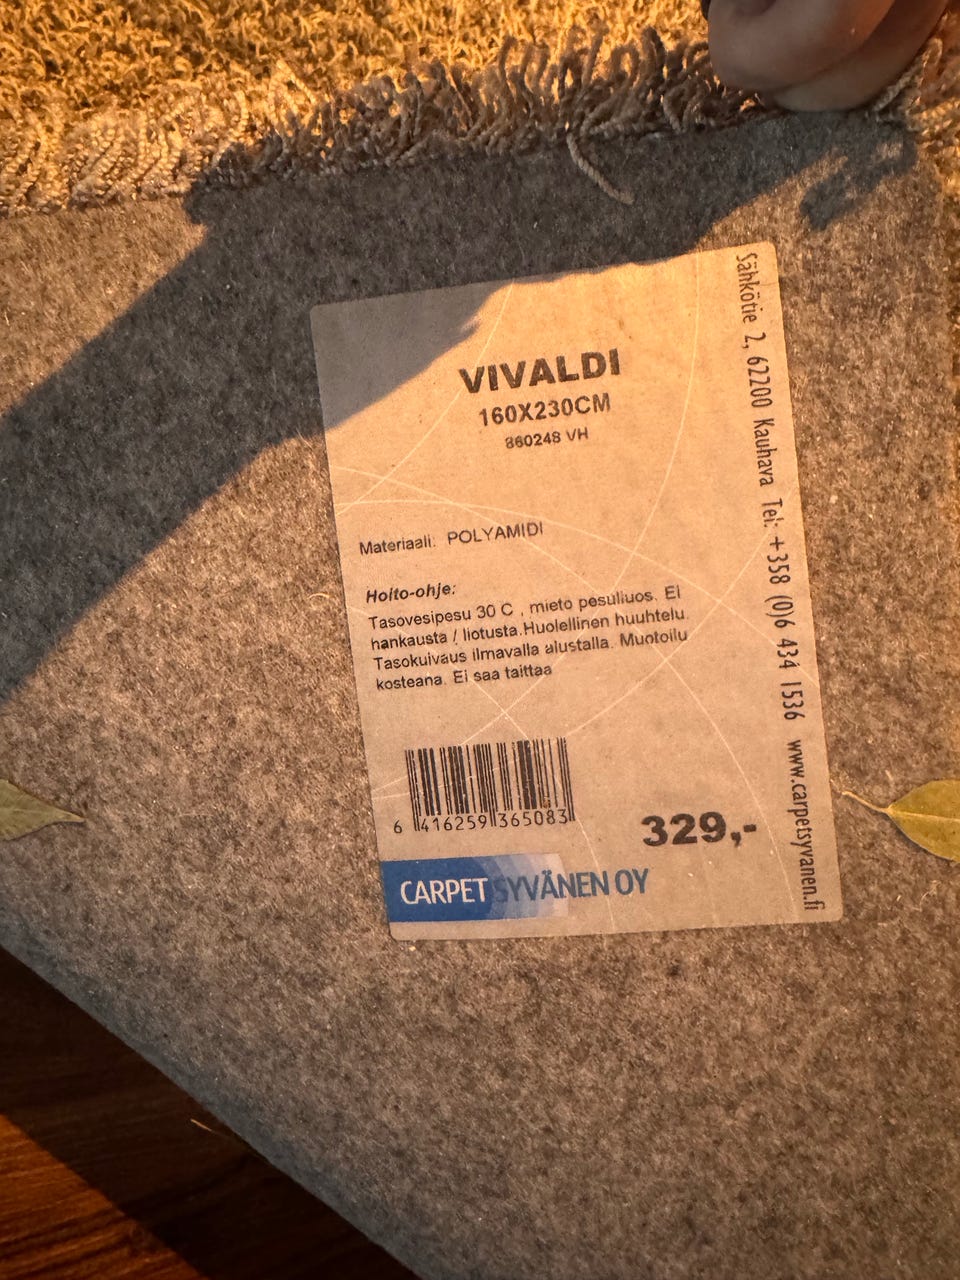 VIVALDI
160X230CM
860248 VH
Materiaali: POLYAMIDI
Hoito-ohje:
Tasovesipesu 30 C , mieto pesuliuos. Ei
hankausta / liotusta.Huolellinen huuhtelu.
Tasokuivaus ilmavalla alustalla. Muotoilu
kosteana. Ei saa taittaa
6 416259 365083
329,-
CARPET SYVÄNEN OY
Sähkötie 2, 62200 Kauhava Tel: +358 (0)6 434 1536 www.carpetsyvanen.fi